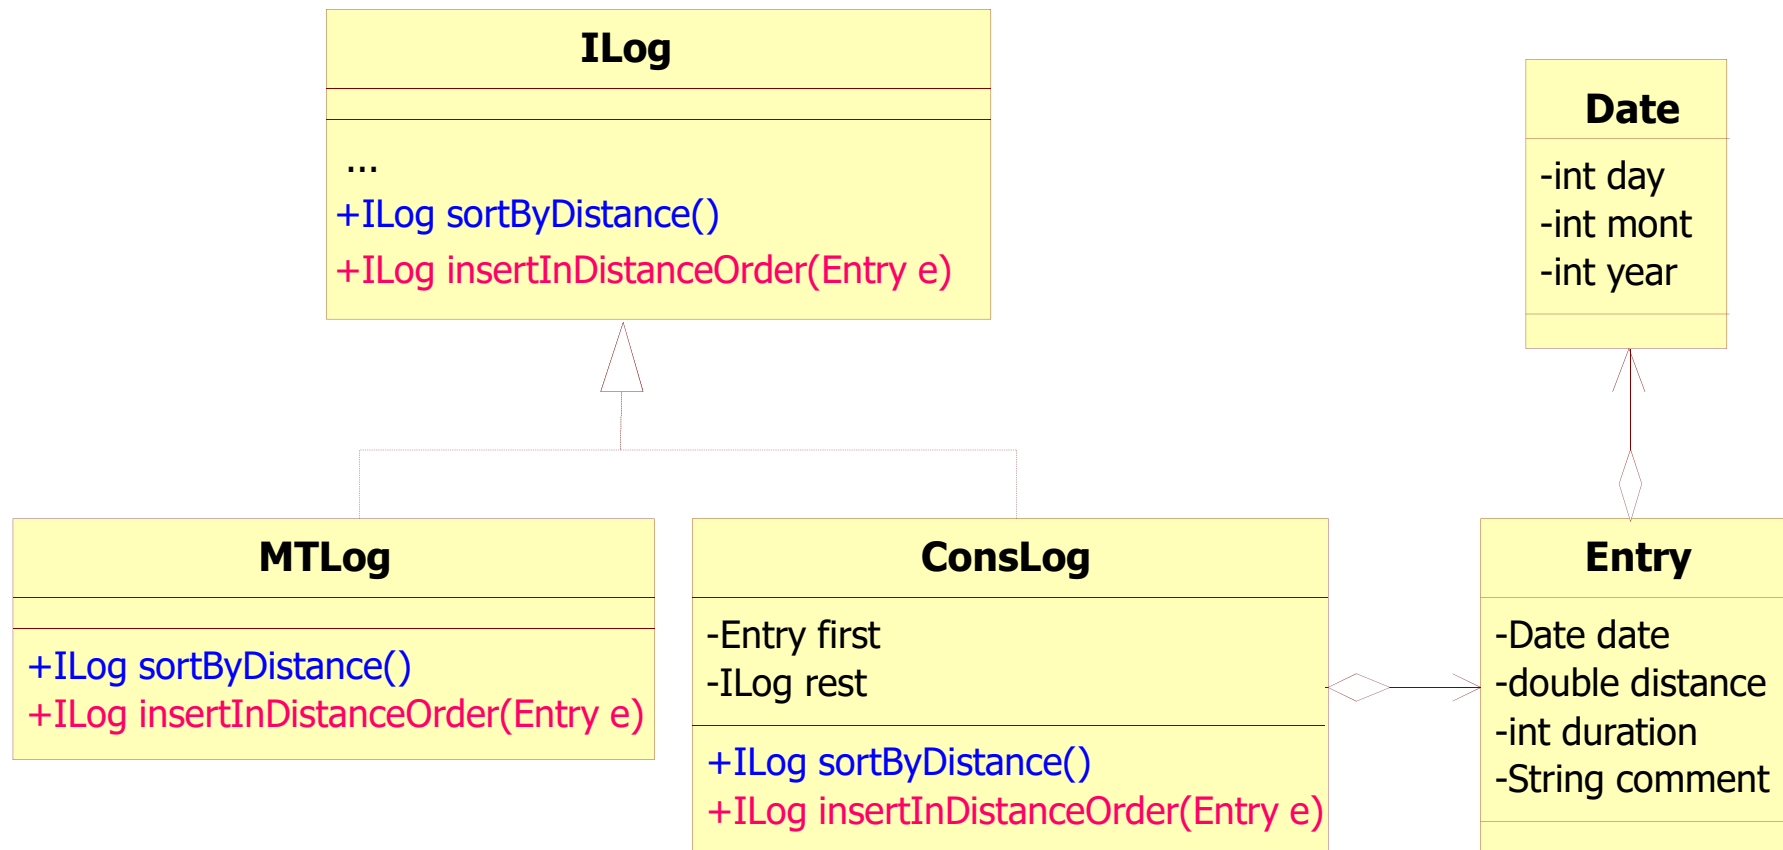 ILog
...
+ILog sortByDistance()
+ILog insertInDistanceOrder(Entry e)
Date
-int day
-int mont
-int year
MTLog
+ILog sortByDistance()
+ILog insertInDistanceOrder(Entry e)
ConsLog
-Entry first
-ILog rest
+ILog sortByDistance()
+ILog insertInDistanceOrder(Entry e)
Entry
-Date date
-double distance
-int duration
-String comment